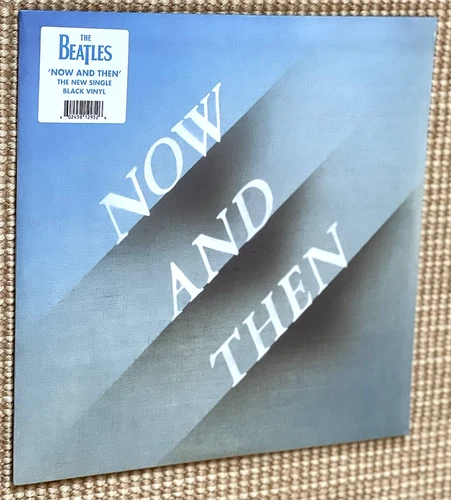 THE
BEATLES
'NOW AND THEN'
THE NEW SINGLE
BLACK VINYL
NOW
AND
THEN